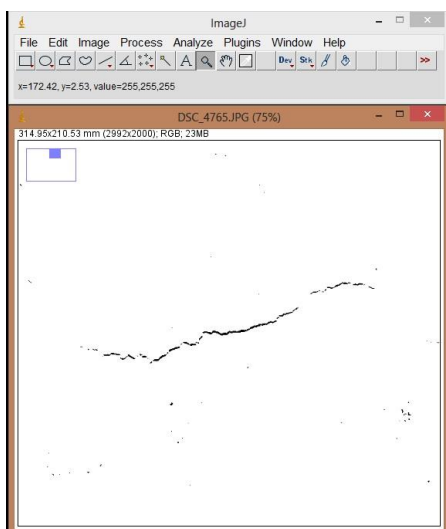 ImageJ
File Edit Image Process Analyze Plugins Window Help
A Dev Stk >>
x=172.42, y=2.53, value=255,255,255
DSC_4765.JPG (75%)
314.95x210.53 mm (2992x2000); RGB; 23MB